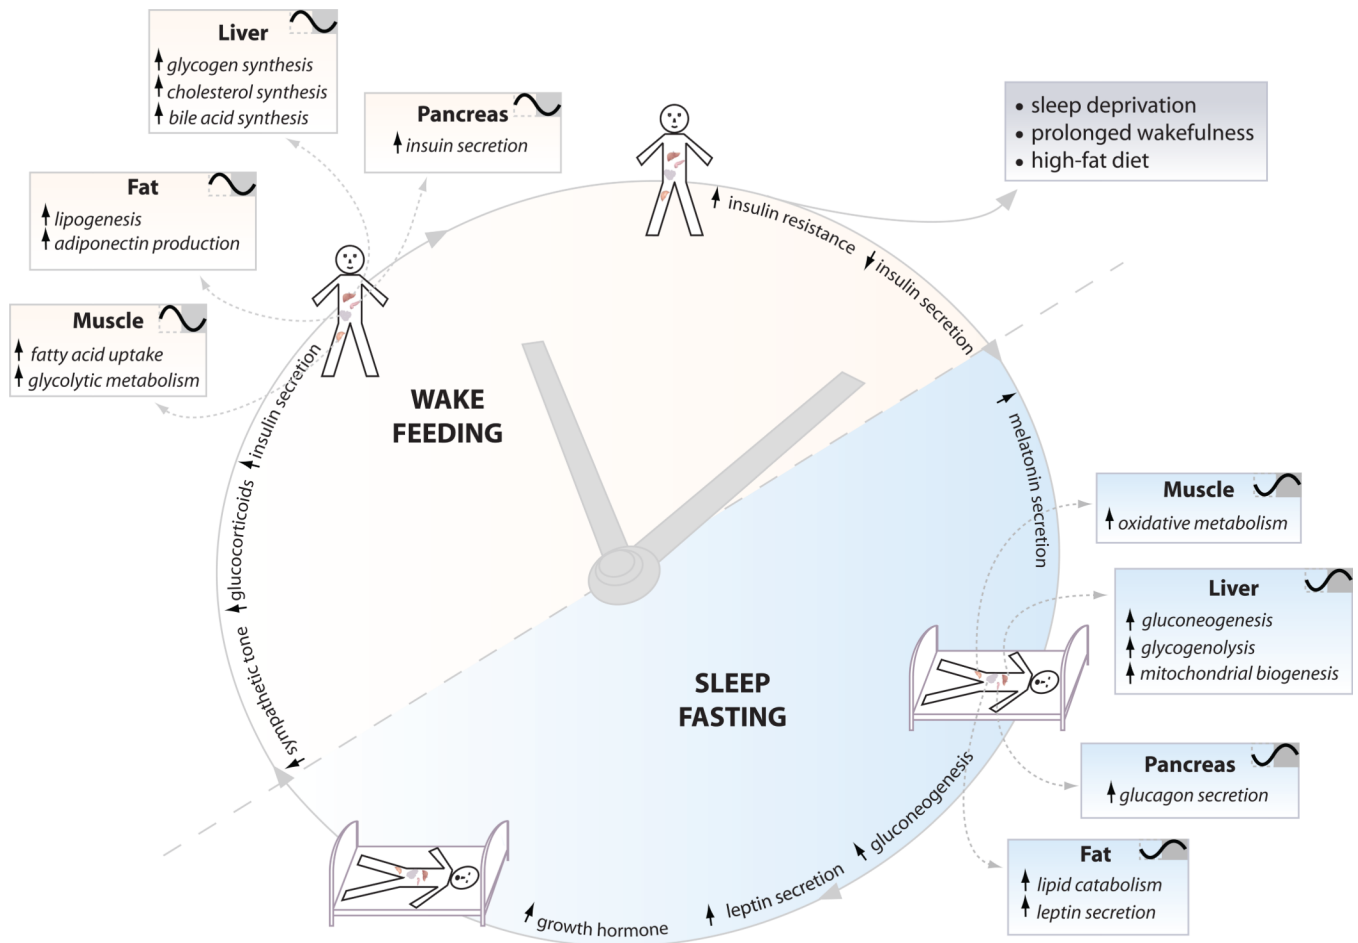 Liver
glycogen synthesis
cholesterol synthesis
bile acid synthesis
Pancreas
insuin secretion
Fat
lipogenesis
adiponectin production
Muscle
fatty acid uptake
glycolytic metabolism
• sleep deprivation
• prolonged wakefulness
• high-fat diet
insulin resistance
insulin secretion
insulin secretion
glucocorticoids
sympathetic tone
WAKE
FEEDING
SLEEP
FASTING
melatonin secretion
gluconeogenesis
leptin secretion
growth hormone
Muscle
oxidative metabolism
Liver
gluconeogenesis
glycogenolysis
mitochondrial biogenesis
Pancreas
glucagon secretion
Fat
lipid catabolism
leptin secretion